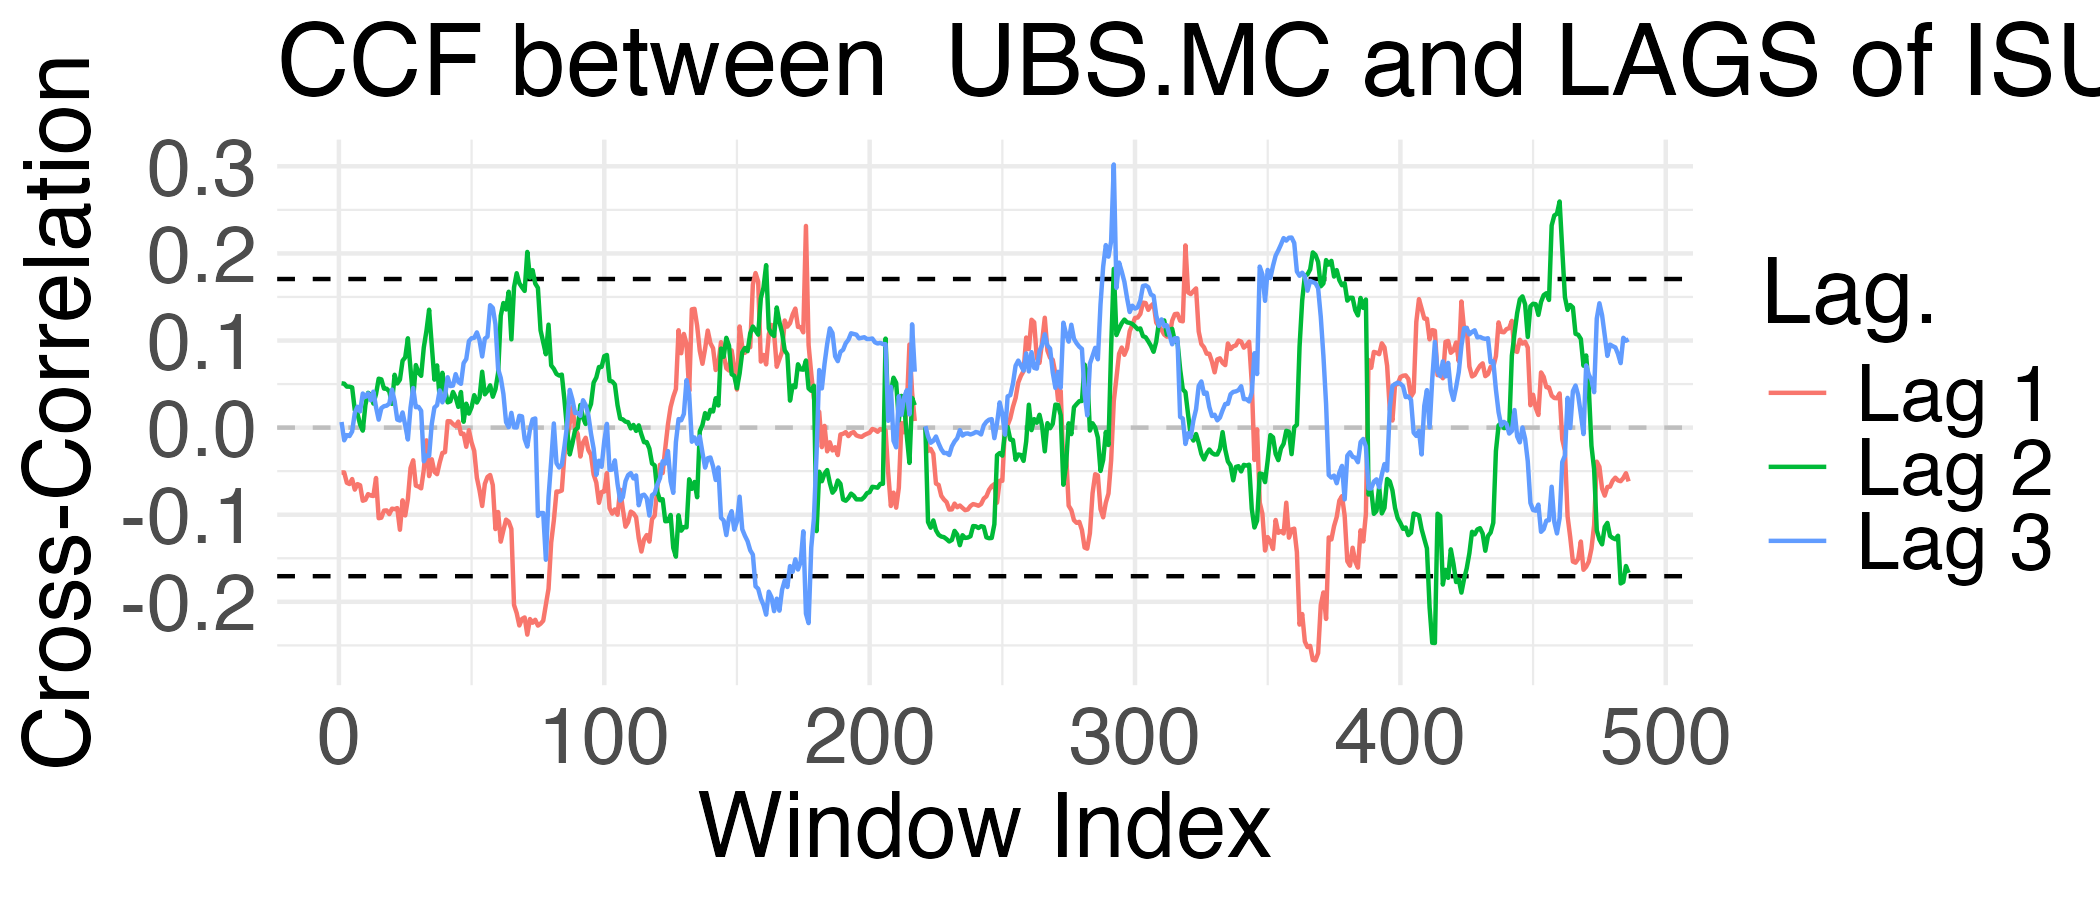 CCF between  UBS.MC and LAGS of ISU
Cross-Correlation
0.3
0.2
0.1
0.0
-0.1
-0.2
0 100 200 300 400 500
Window Index
Lag.
Lag 1
Lag 2
Lag 3